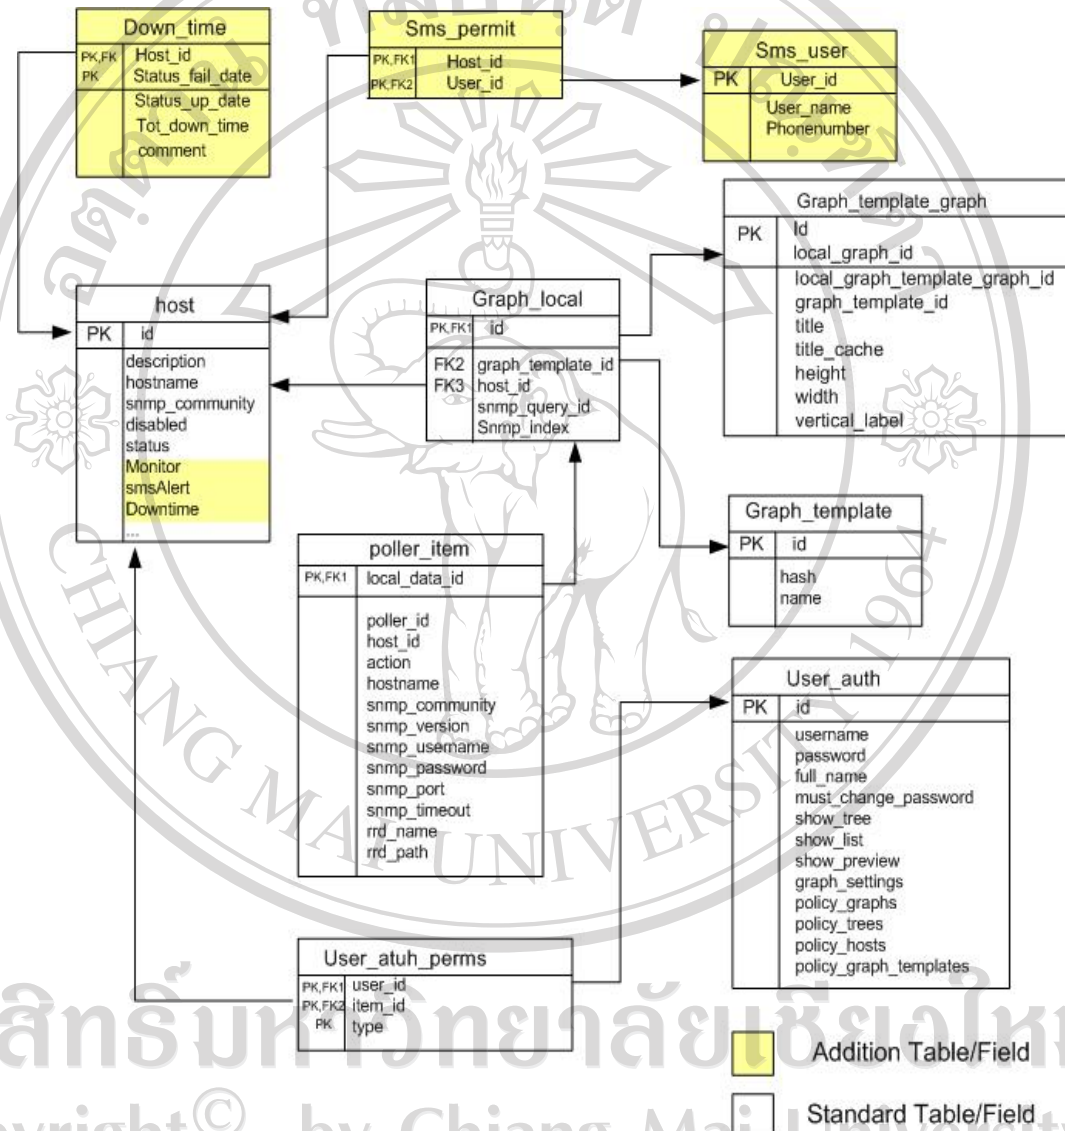 Down_time
PK,FK Host_id
PK Status_fail_date
Status_up_date
Tot_down_time
comment
Sms_permit
PK,FK1 Host_id
PK,FK2 User_id
Sms_user
PK User_id
User_name
Phonenumber
Graph_template_graph
PK Id
local_graph_id
local_graph_template_graph_id
graph_template_id
title
title_cache
height
width
vertical_label
host
PK id
description
hostname
snmp_community
disabled
status
Monitor
smsAlert
Downtime
...
Graph_local
PK,FK1 id
FK2 graph_template_id
FK3 host_id
snmp_query_id
Snmp_index
Graph_template
PK id
hash
name
poller_item
PK,FK1 local_data_id
poller_id
host_id
action
hostname
snmp_community
snmp_version
snmp_username
snmp_password
snmp_port
snmp_timeout
rrd_name
rrd_path
User_auth
PK id
username
password
full_name
must_change_password
show_tree
show_list
show_preview
graph_settings
policy_graphs
policy_trees
policy_hosts
policy_graph_templates
User_atuh_perms
PK,FK1 user_id
PK,FK2 item_id
PK type
Addition Table/Field
Standard Table/Field
CHIANG MAI UNIVERSITY 1964
by Chiang Mai University